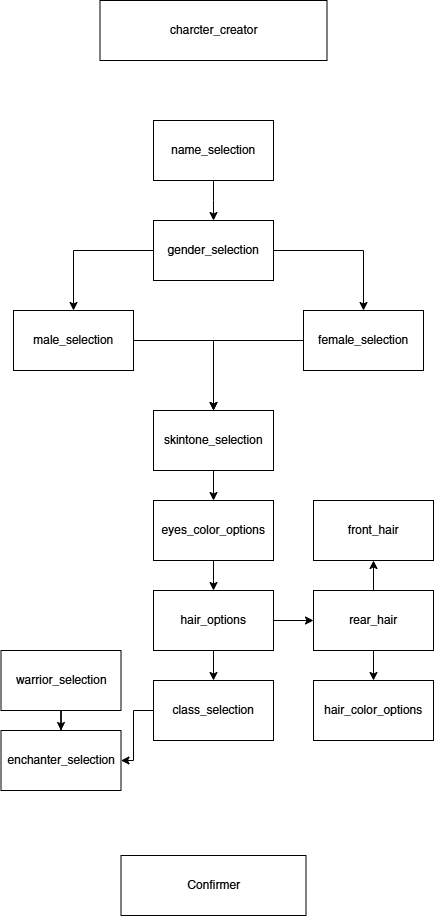 charcter_creator
name_selection
gender_selection
male_selection
female_selection
skintone_selection
eyes_color_options
front_hair
hair_options
rear_hair
warrior_selection
class_selection
hair_color_options
enchanter_selection
Confirmer